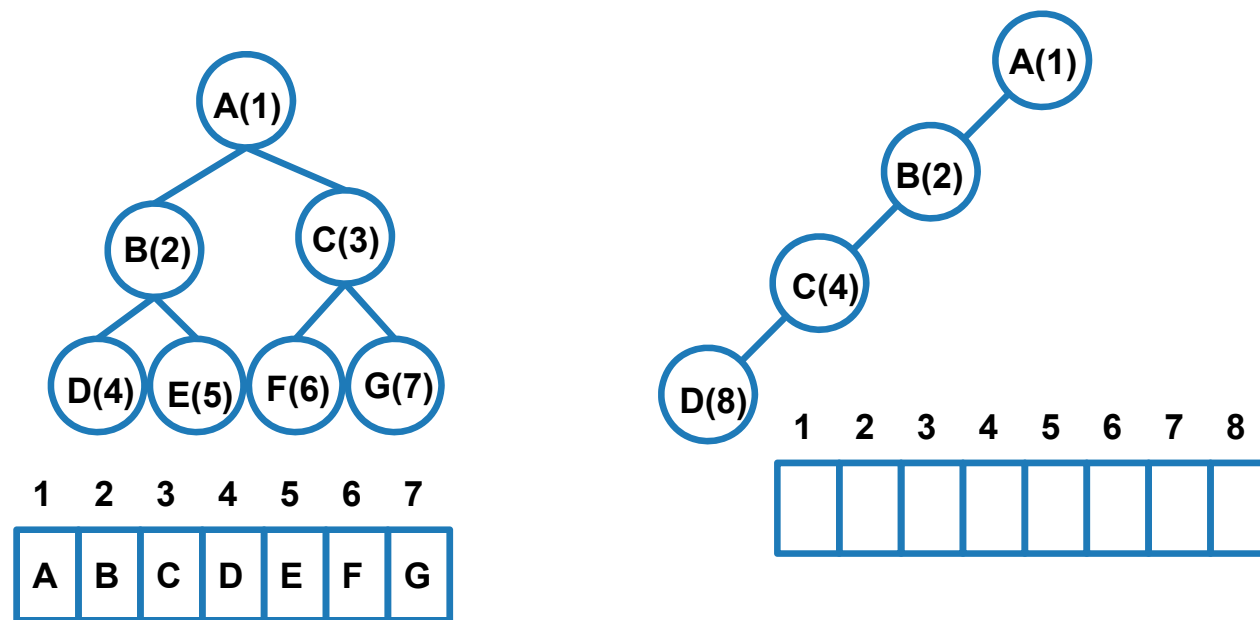 A(1)
B(2) C(3)
D(4) E(5) F(6) G(7)
1 2 3 4 5 6 7
A B C D E F G
A(1)
B(2)
C(4)
D(8)
1 2 3 4 5 6 7 8